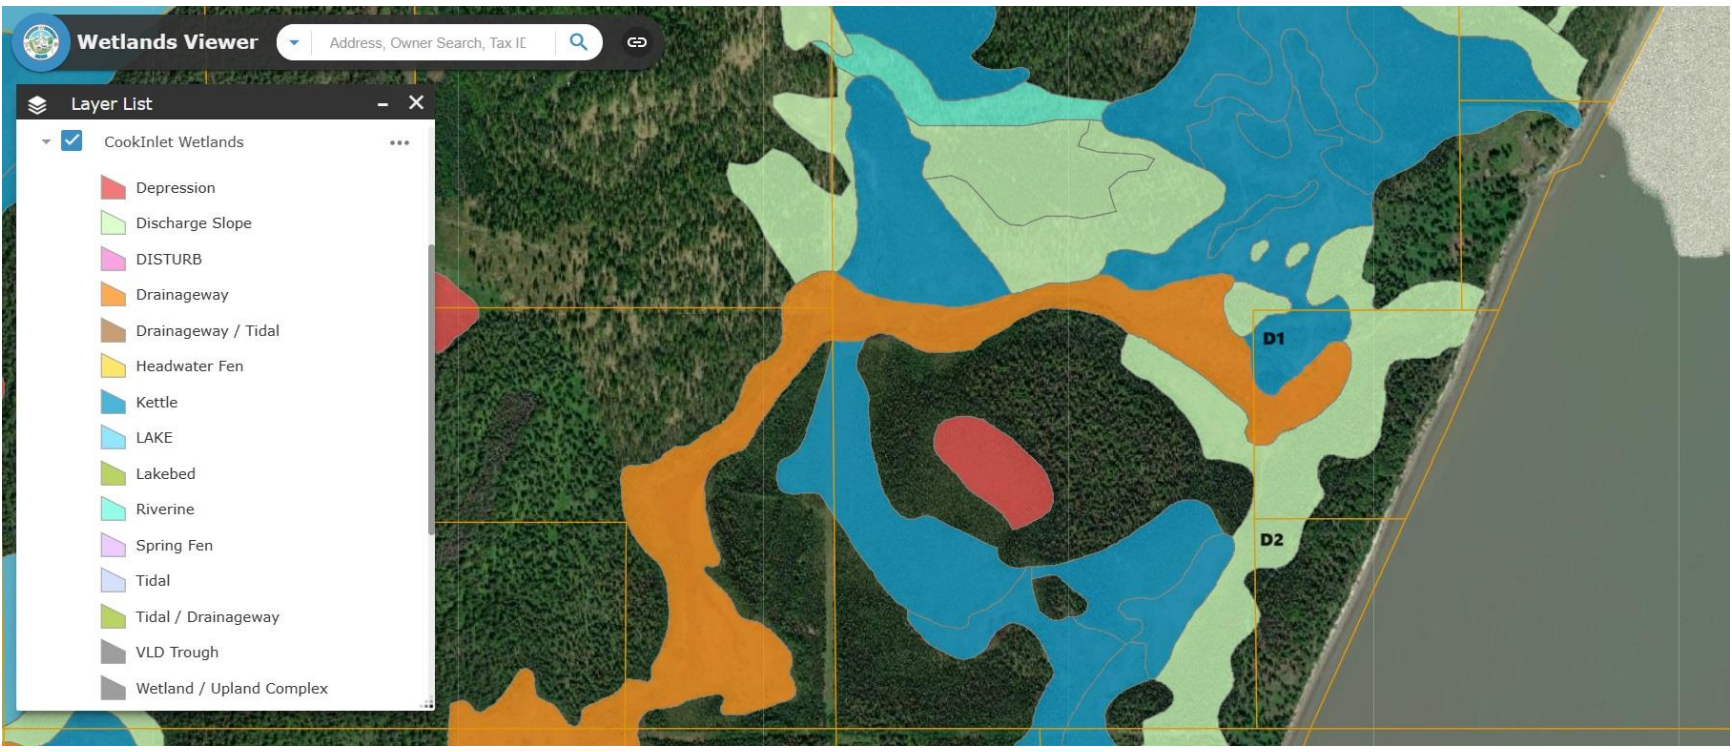 Wetlands Viewer
Address, Owner Search, Tax ID
Layer List
CookInlet Wetlands
Depression
Discharge Slope
DISTURB
Drainageway
Drainageway / Tidal
Headwater Fen
Kettle
LAKE
Lakebed
Riverine
Spring Fen
Tidal
Tidal / Drainageway
VLD Trough
Wetland / Upland Complex
D1
D2